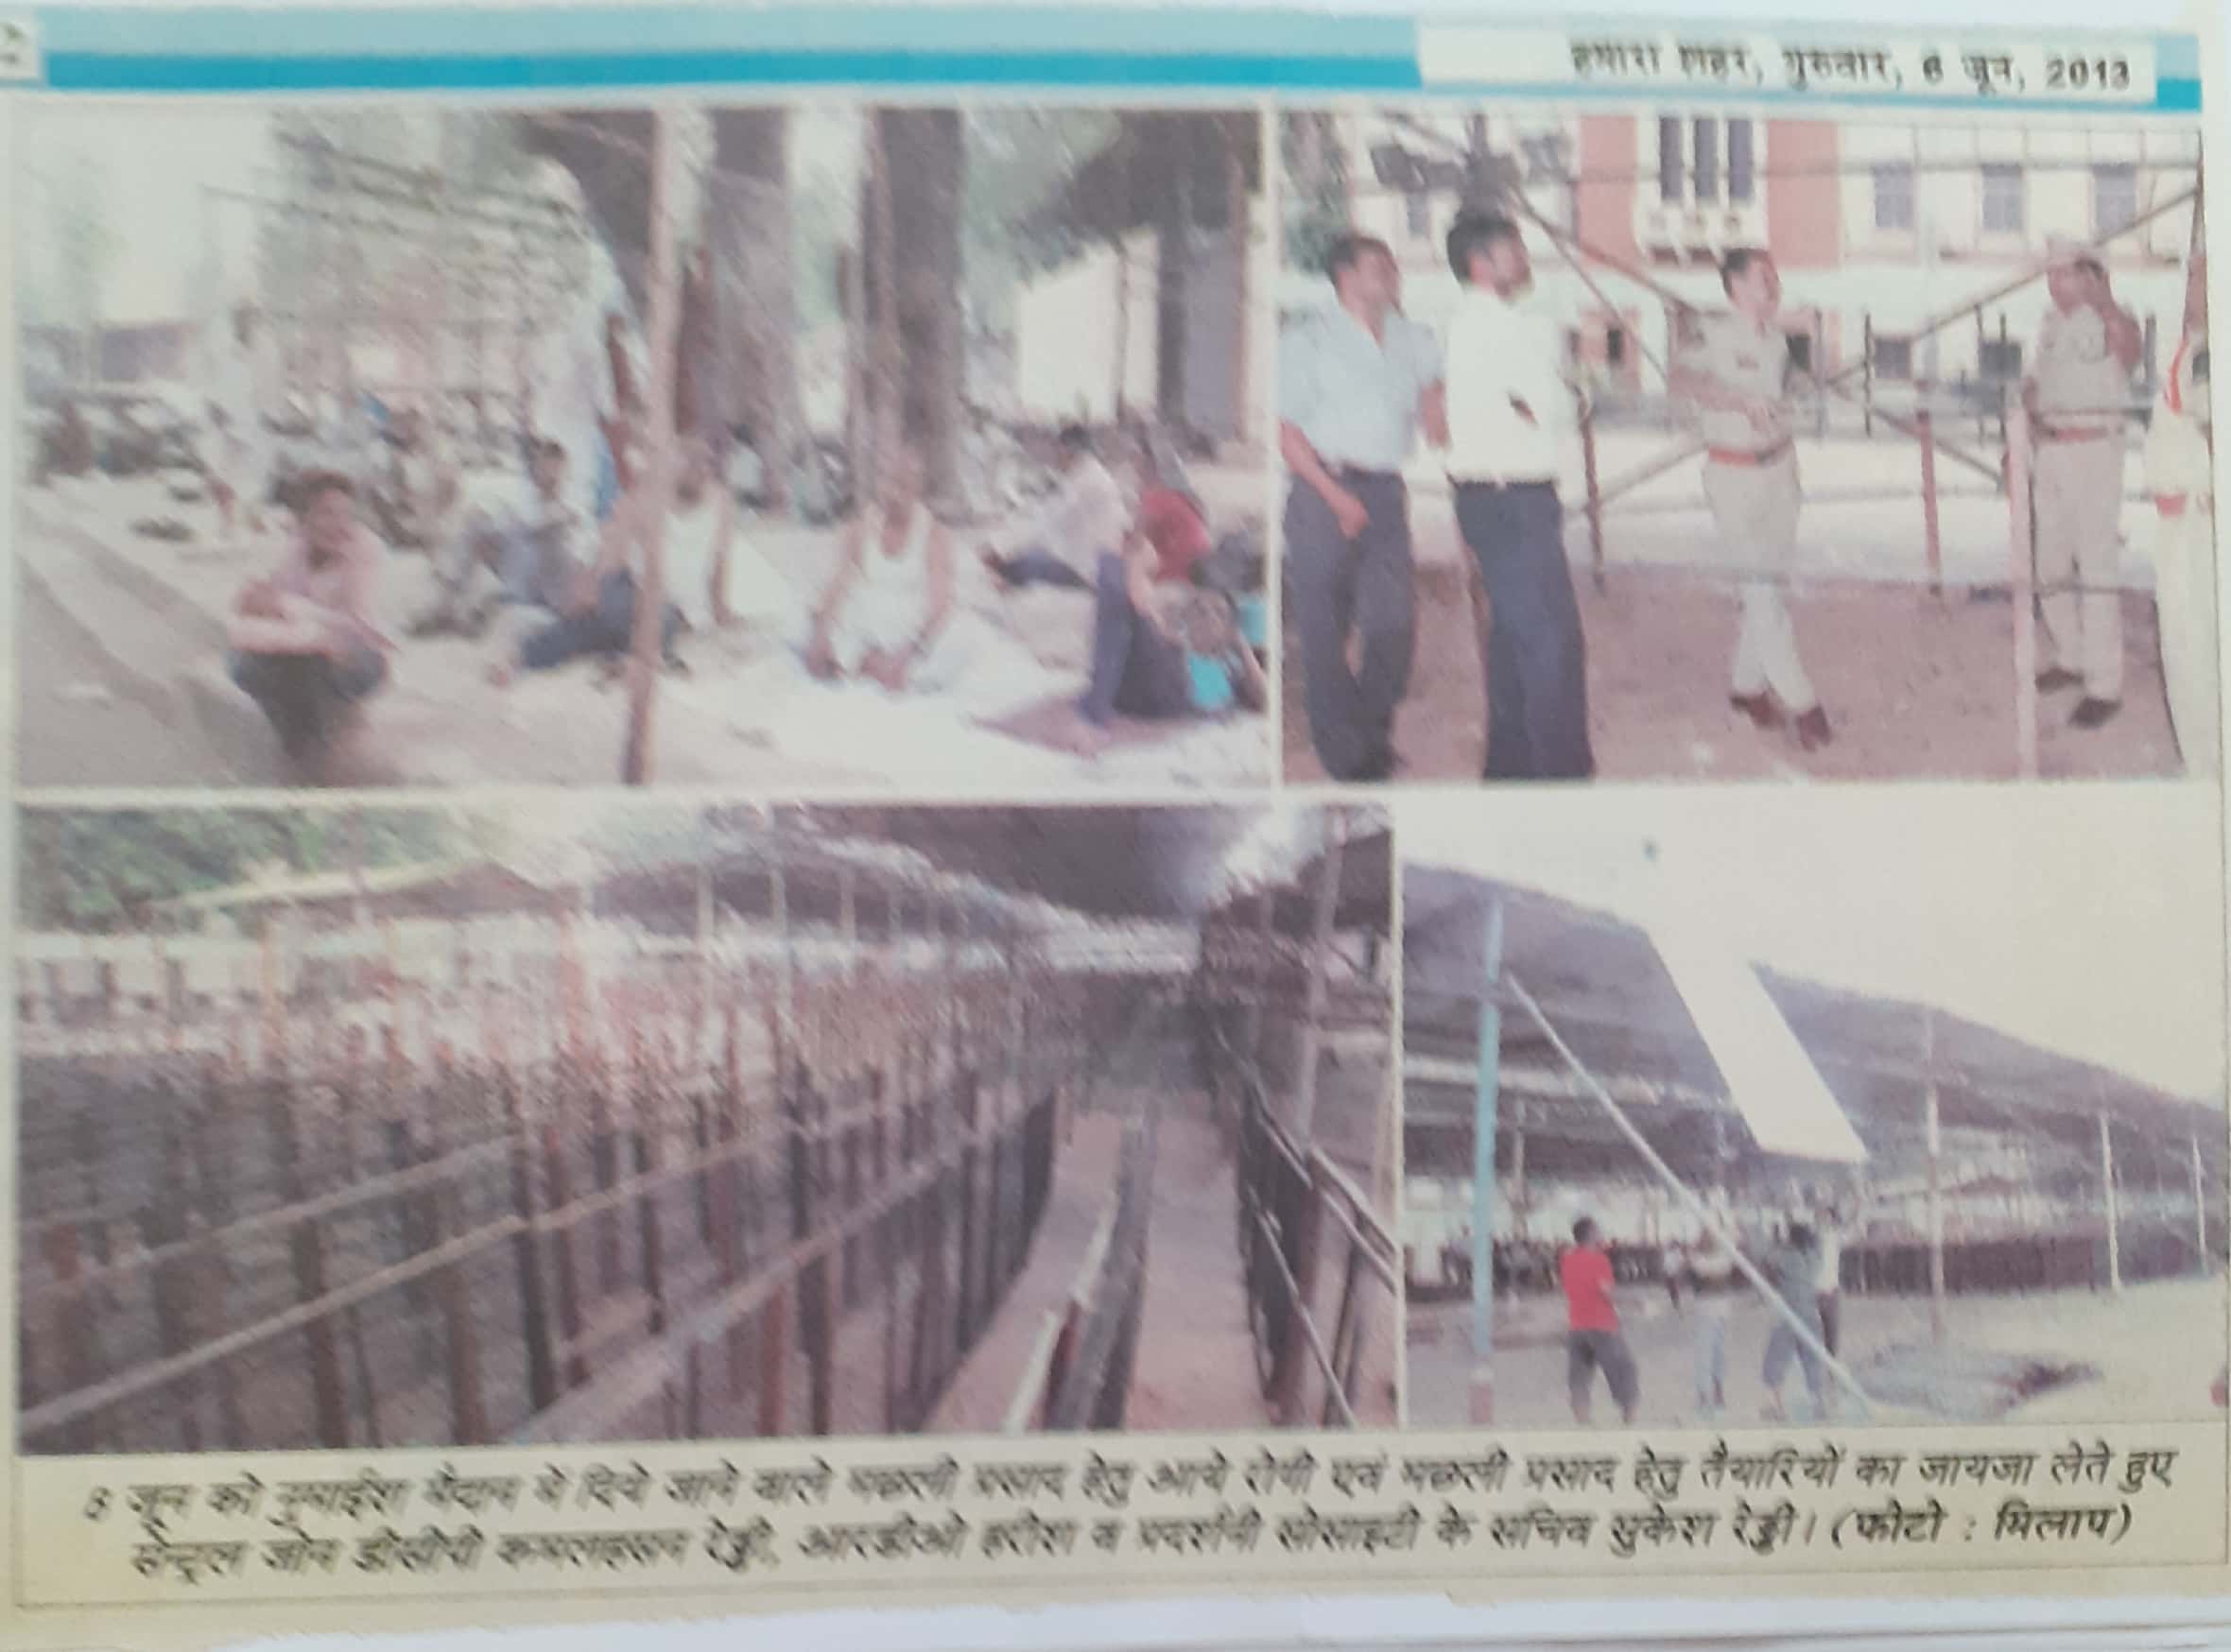 हमारा शहर, गुरुवार, 6 जून, 2013
8 जून को नुमाईश मैदान में दिये जाने वाले मछली प्रसाद हेतु आये रोगी एवं मछली प्रसाद हेतु तैयारियों का जायजा लेते हुए
सेन्ट्रल जोन डीसीपी कमलहासन रेड्डी, आरडीओ हरीश व प्रदर्शनी सोसाइटी के सचिव सुकेश रेड्डी। (फोटो : मिलाप)